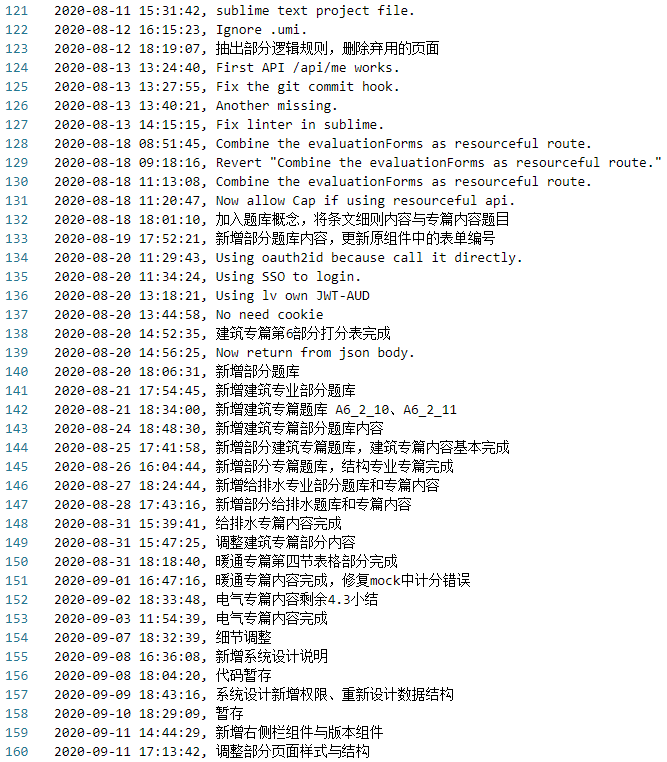 121 2020-08-11 15:31:42, sublime text project file.
122 2020-08-12 16:15:23, Ignore .umi.
123 2020-08-12 18:19:07, 抽出部分逻辑规则，删除弃用的页面
124 2020-08-13 13:24:40, First API /api/me works.
125 2020-08-13 13:27:55, Fix the git commit hook.
126 2020-08-13 13:40:21, Another missing.
127 2020-08-13 14:15:15, Fix linter in sublime.
128 2020-08-18 08:51:45, Combine the evaluationForms as resourceful route.
129 2020-08-18 09:18:16, Revert "Combine the evaluationForms as resourceful route."
130 2020-08-18 11:13:08, Combine the evaluationForms as resourceful route.
131 2020-08-18 11:20:47, Now allow Cap if using resourceful api.
132 2020-08-18 18:01:10, 加入题库概念，将条文细则内容与专篇内容题目
133 2020-08-19 17:52:21, 新增部分题库内容，更新原组件中的表单编号
134 2020-08-20 11:29:43, Using oauth2id because call it directly.
135 2020-08-20 11:34:24, Using SSO to login.
136 2020-08-20 13:18:21, Using lv own JWT-AUD
137 2020-08-20 13:44:58, No need cookie
138 2020-08-20 14:52:35, 建筑专篇第6部分打分表完成
139 2020-08-20 14:56:25, Now return from json body.
140 2020-08-20 18:06:31, 新增部分题库
141 2020-08-21 17:54:45, 新增建筑专业部分题库
142 2020-08-21 18:34:00, 新增建筑专篇题库 A6_2_10、A6_2_11
143 2020-08-24 18:48:30, 新增建筑专篇部分题库内容
144 2020-08-25 17:41:58, 新增部分建筑专篇题库，建筑专篇内容基本完成
145 2020-08-26 16:04:44, 新增部分专篇题库，结构专业专篇完成
146 2020-08-27 18:24:44, 新增给排水专业部分题库和专篇内容
147 2020-08-28 17:43:16, 新增部分给排水题库和专篇内容
148 2020-08-31 15:39:41, 给排水专篇内容完成
149 2020-08-31 15:47:25, 调整建筑专篇部分内容
150 2020-08-31 18:18:40, 暖通专篇第四节表格部分完成
151 2020-09-01 16:47:16, 暖通专篇内容完成，修复mock中计分错误
152 2020-09-02 18:33:48, 电气专篇内容剩余4.3小结
153 2020-09-03 11:54:39, 电气专篇内容完成
154 2020-09-07 18:32:39, 细节调整
155 2020-09-08 16:36:08, 新增系统设计说明
156 2020-09-08 18:04:20, 代码暂存
157 2020-09-09 18:43:16, 系统设计新增权限、重新设计数据结构
158 2020-09-10 18:29:09, 暂存
159 2020-09-11 14:44:29, 新增右侧栏组件与版本组件
160 2020-09-11 17:13:42, 调整部分页面样式与结构